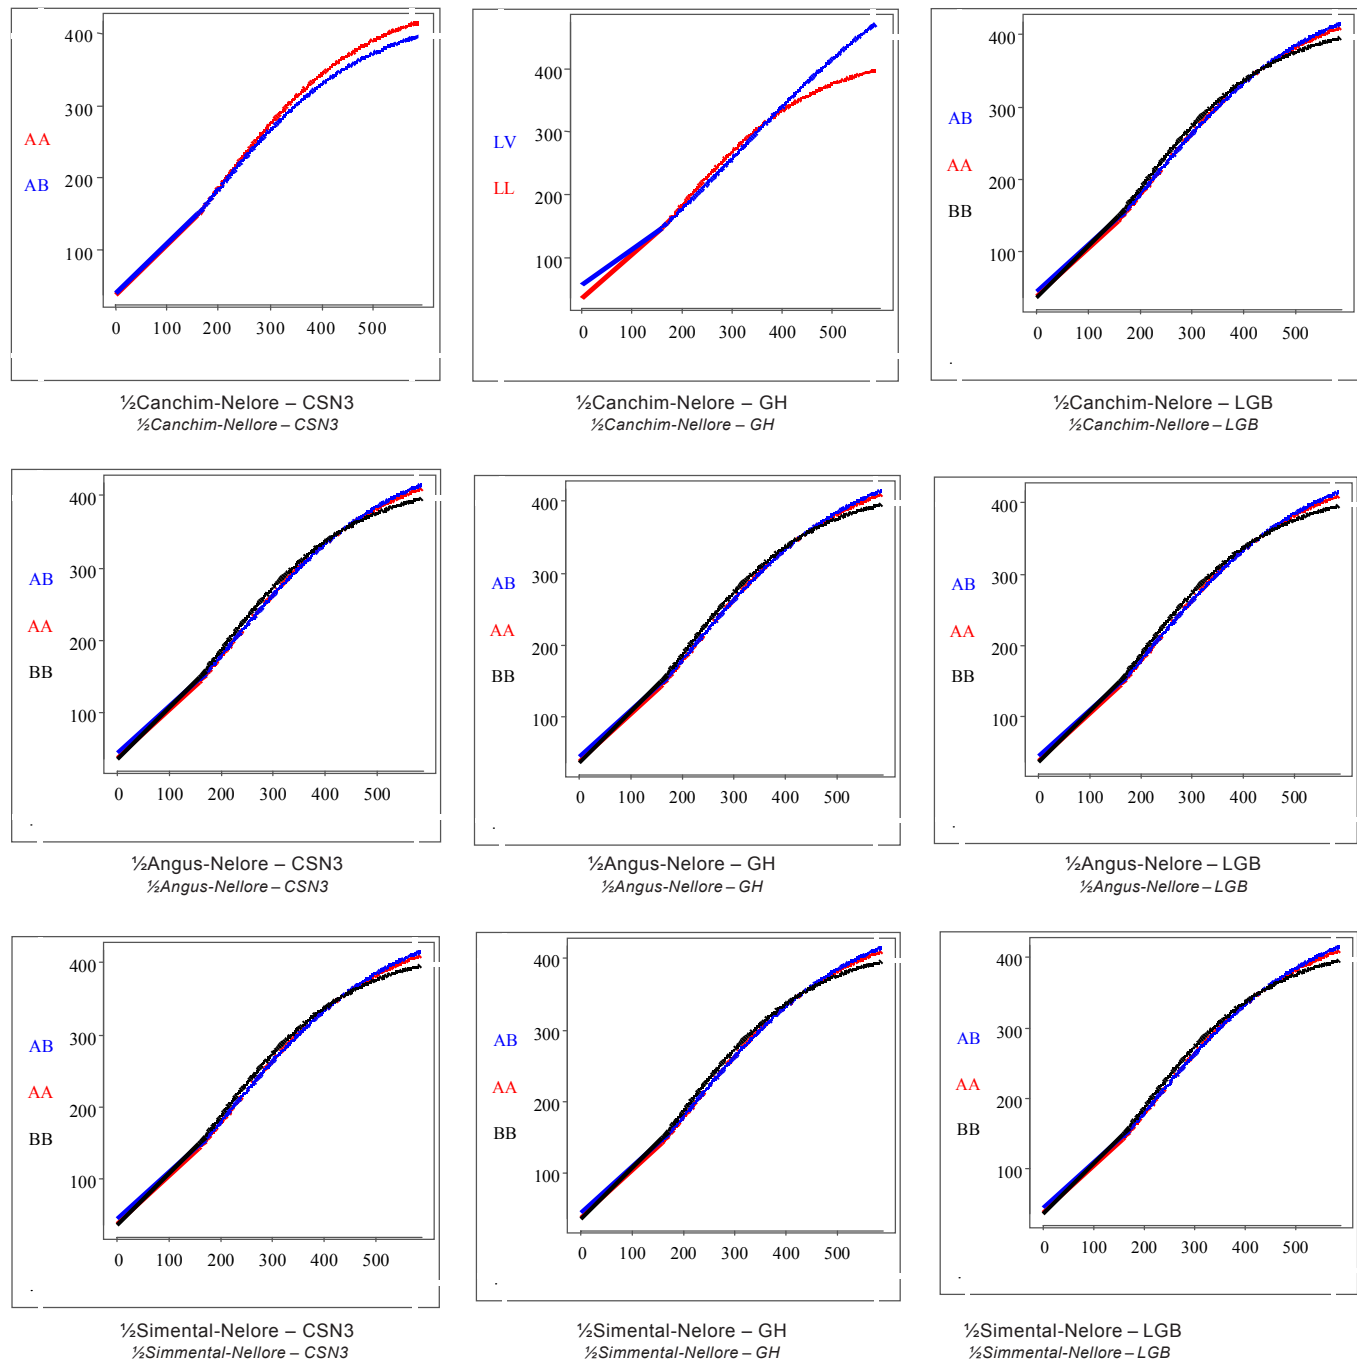 400
300
AA
200
AB
100
0 100 200 300 400 500
½Canchim-Nelore – CSN3
½Canchim-Nellore – CSN3
400
LV
300
LL
200
100
0 100 200 300 400 500
½Canchim-Nelore – GH
½Canchim-Nellore – GH
400
AB
300
AA
200
BB
100
0 100 200 300 400 500
½Canchim-Nelore – LGB
½Canchim-Nellore – LGB
400
AB
300
AA
200
BB
100
0 100 200 300 400 500
½Angus-Nelore – CSN3
½Angus-Nellore – CSN3
400
AB
300
AA
200
BB
100
0 100 200 300 400 500
½Angus-Nelore – GH
½Angus-Nellore – GH
400
AB
300
AA
200
BB
100
0 100 200 300 400 500
½Angus-Nelore – LGB
½Angus-Nellore – LGB
400
AB
300
AA
200
BB
100
0 100 200 300 400 500
½Simental-Nelore – CSN3
½Simmental-Nellore – CSN3
400
AB
300
AA
200
BB
100
0 100 200 300 400 500
½Simental-Nelore – GH
½Simmental-Nellore – GH
400
AB
300
AA
200
BB
100
0 100 200 300 400 500
½Simental-Nelore – LGB
½Simmental-Nellore – LGB